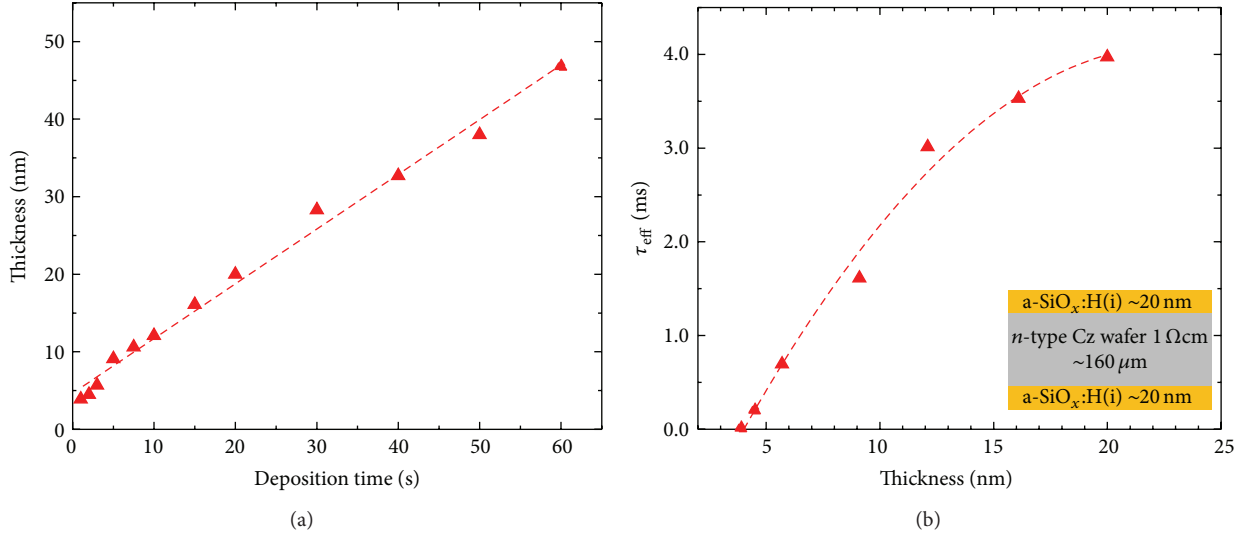 50
40
30
20
10
0
Thickness (nm)
0
10
20
30
40
50
60
Deposition time (s)
(a)
4.0
3.0
2.0
1.0
0.0
τeff (ms)
a-SiOx:H(i) ~20 nm
n-type Cz wafer 1 Ωcm
~160 μm
a-SiOx:H(i) ~20 nm
5
10
15
20
25
Thickness (nm)
(b)